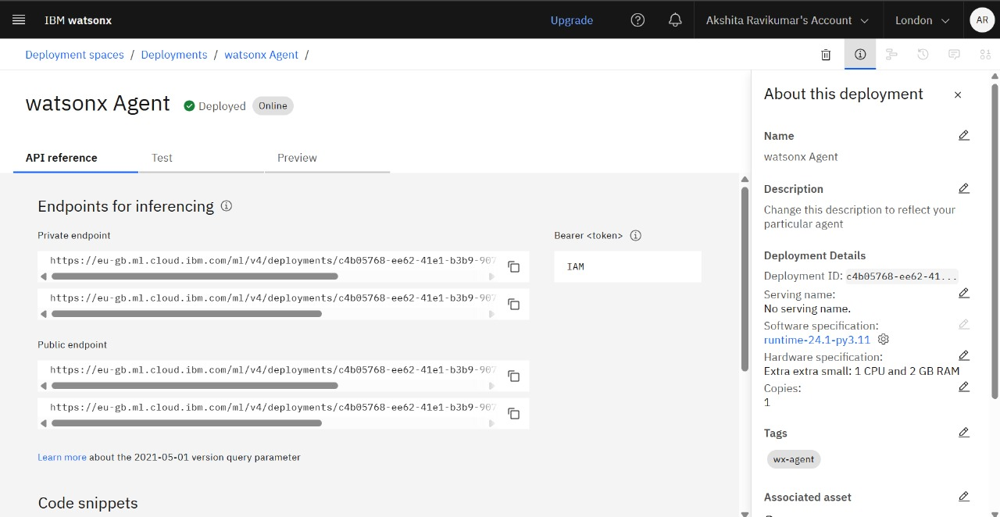 IBM watsonx
Upgrade
Akshita Ravikumar's Account
London
AR
Deployment spaces / Deployments / watsonx Agent /
watsonx Agent
Deployed
Online
API reference
Test
Preview
Endpoints for inferencing
Private endpoint
https://eu-gb.ml.cloud.ibm.com/ml/v4/deployments/c4b05768-ee62-41e1-b3b9-907
https://eu-gb.ml.cloud.ibm.com/ml/v4/deployments/c4b05768-ee62-41e1-b3b9-907
Bearer <token>
IAM
Public endpoint
https://eu-gb.ml.cloud.ibm.com/ml/v4/deployments/c4b05768-ee62-41e1-b3b9-907
https://eu-gb.ml.cloud.ibm.com/ml/v4/deployments/c4b05768-ee62-41e1-b3b9-907
Learn more about the 2021-05-01 version query parameter
Code snippets
About this deployment
Name
watsonx Agent
Description
Change this description to reflect your
particular agent
Deployment Details
Deployment ID: c4b05768-ee62-41...
Serving name:
No serving name.
Software specification:
runtime-24.1-py3.11
Hardware specification:
Extra extra small: 1 CPU and 2 GB RAM
Copies:
1
Tags
wx-agent
Associated asset